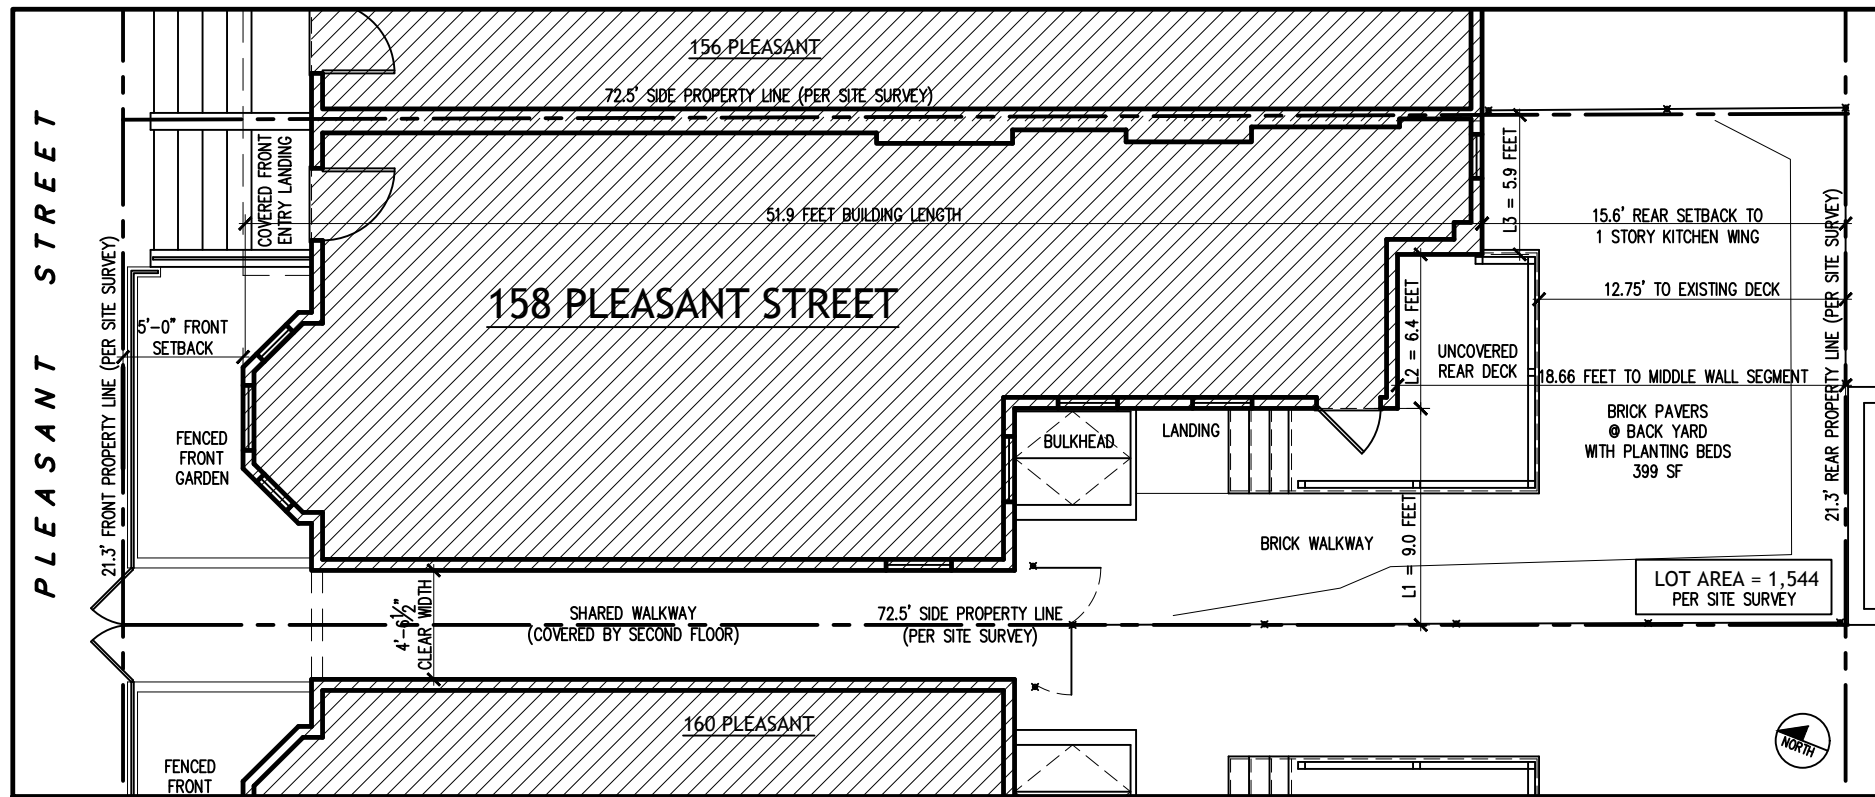 PLEASANT STREET
156 PLEASANT
72.5' SIDE PROPERTY LINE (PER SITE SURVEY)
COVERED FRONT
ENTRY LANDING
51.9 FEET BUILDING LENGTH
L3 = 5.9 FEET
15.6' REAR SETBACK TO
1 STORY KITCHEN WING
12.75' TO EXISTING DECK
158 PLEASANT STREET
5'-0" FRONT
SETBACK
21.3' FRONT PROPERTY LINE (PER SITE SURVEY)
L2 = 6.4 FEET
UNCOVERED
REAR DECK
18.66 FEET TO MIDDLE WALL SEGMENT
21.3' REAR PROPERTY LINE (PER SITE SURVEY)
BRICK PAVERS
@ BACK YARD
WITH PLANTING BEDS
399 SF
FENCED
FRONT
GARDEN
BULKHEAD
LANDING
L1 = 9.0 FEET
BRICK WALKWAY
LOT AREA = 1,544
PER SITE SURVEY
4'-6½"
CLEAR WIDTH
SHARED WALKWAY
(COVERED BY SECOND FLOOR)
72.5' SIDE PROPERTY LINE
(PER SITE SURVEY)
160 PLEASANT
FENCED
FRONT
NORTH